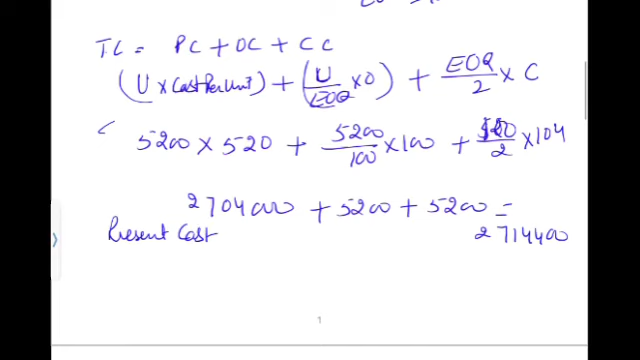 TC = PC + OC + CC
(U x Cost Per Unit) + (U/EOQ x O) + EOQ/2 x C
5200 x 520 + 5200/100 x 100 + /2 x 104
2704000 + 5200 + 5200 =
Present Cost 2714400
1